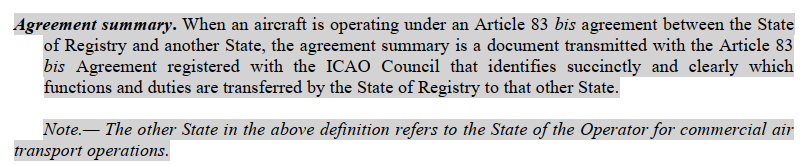 Agreement summary. When an aircraft is operating under an Article 83 bis agreement between the State
of Registry and another State, the agreement summary is a document transmitted with the Article 83
bis Agreement registered with the ICAO Council that identifies succinctly and clearly which
functions and duties are transferred by the State of Registry to that other State.
Note.— The other State in the above definition refers to the State of the Operator for commercial air
transport operations.